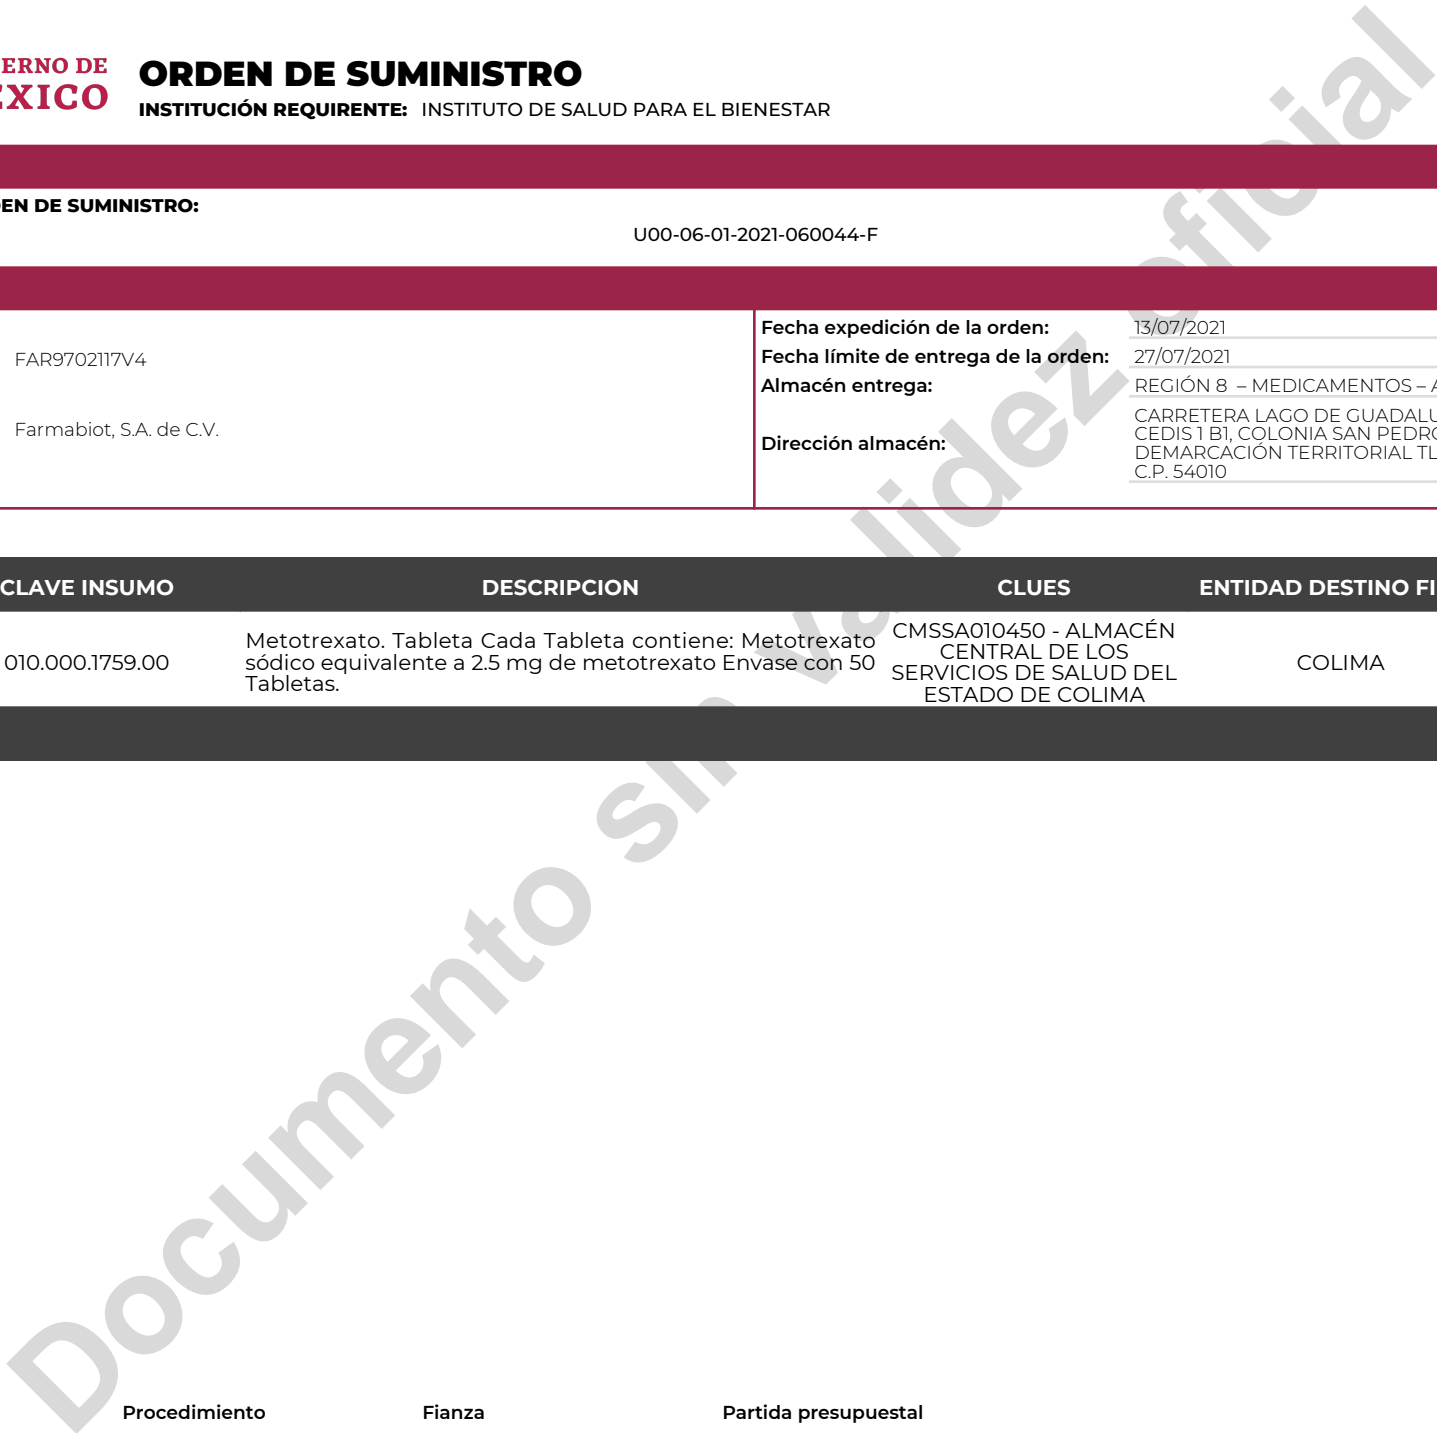 ERNO DE
ÉXICO
ORDEN DE SUMINISTRO
INSTITUCIÓN REQUIRENTE: INSTITUTO DE SALUD PARA EL BIENESTAR
EN DE SUMINISTRO:
U00-06-01-2021-060044-F
FAR9702117V4
Farmabiot, S.A. de C.V.
Fecha expedición de la orden: 13/07/2021
Fecha límite de entrega de la orden: 27/07/2021
Almacén entrega: REGIÓN 8 – MEDICAMENTOS – A
Dirección almacén:
CARRETERA LAGO DE GUADALU
CEDIS 1 B1, COLONIA SAN PEDRO
DEMARCACIÓN TERRITORIAL TL
C.P. 54010
CLAVE INSUMO DESCRIPCION CLUES ENTIDAD DESTINO FI
010.000.1759.00
Metotrexato. Tableta Cada Tableta contiene: Metotrexato
sódico equivalente a 2.5 mg de metotrexato Envase con 50
Tabletas.
CMSSA010450 - ALMACÉN
CENTRAL DE LOS
SERVICIOS DE SALUD DEL
ESTADO DE COLIMA
COLIMA
Documento sin validez oficial
Procedimiento Fianza Partida presupuestal